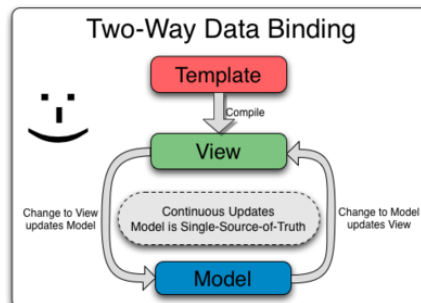 Two-Way Data Binding
Template
Compile
View
Change to View
updates Model
Continuous Updates
Model is Single-Source-of-Truth
Change to Model
updates View
Model